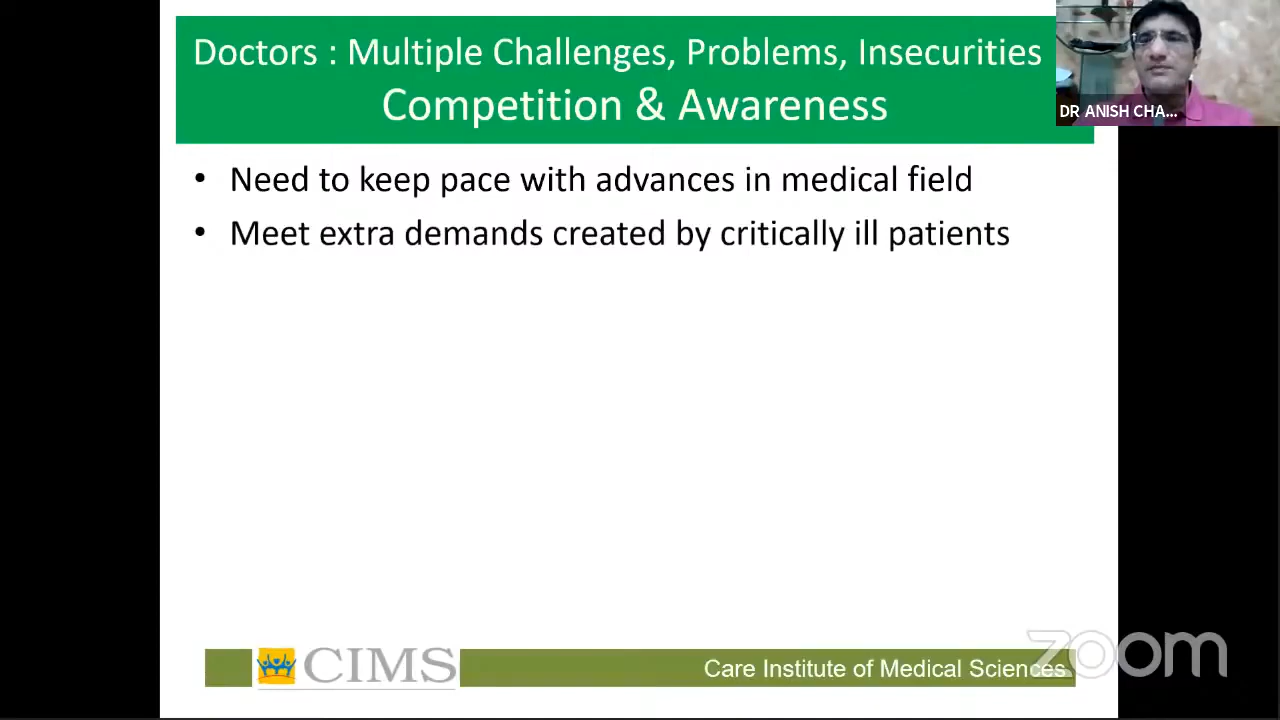 Doctors : Multiple Challenges, Problems, Insecurities
Competition & Awareness
DR ANISH CHA...
• Need to keep pace with advances in medical field
• Meet extra demands created by critically ill patients
CIMS
Care Institute of Medical Sciences
zoom